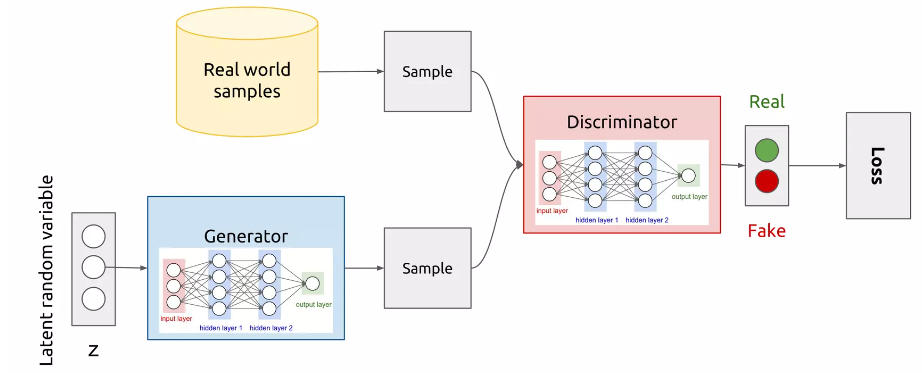 Real world
samples
Sample
Discriminator
input layer
hidden layer 1
hidden layer 2
output layer
Real
Fake
Loss
Latent random variable
z
Generator
input layer
hidden layer 1
hidden layer 2
output layer
Sample